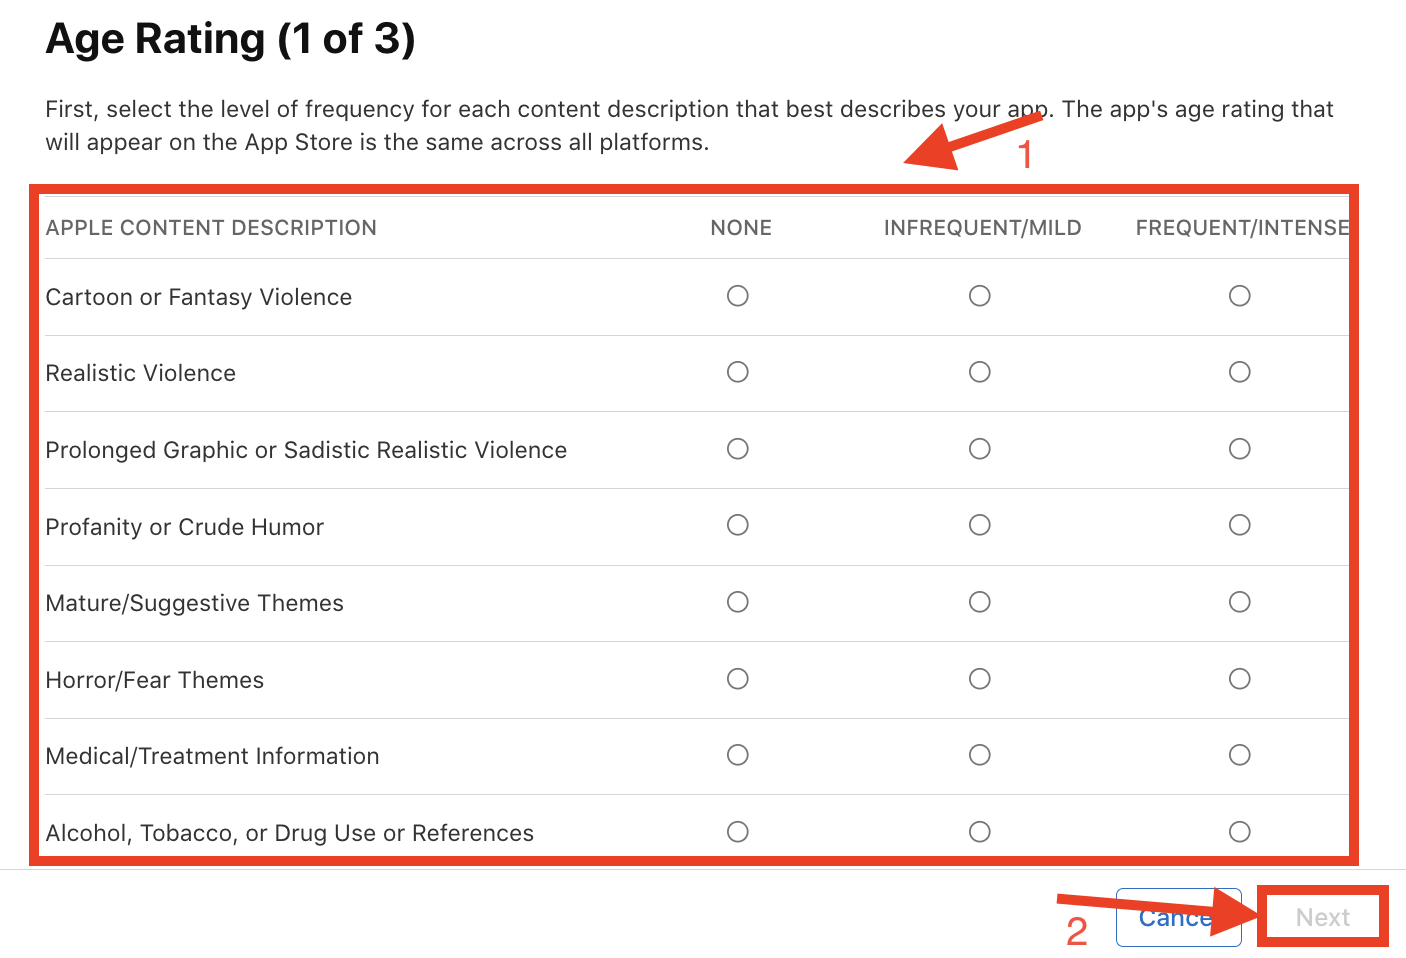 Age Rating (1 of 3)
First, select the level of frequency for each content description that best describes your app. The app's age rating that
will appear on the App Store is the same across all platforms.
1
APPLE CONTENT DESCRIPTION NONE INFREQUENT/MILD FREQUENT/INTENSE
Cartoon or Fantasy Violence
Realistic Violence
Prolonged Graphic or Sadistic Realistic Violence
Profanity or Crude Humor
Mature/Suggestive Themes
Horror/Fear Themes
Medical/Treatment Information
Alcohol, Tobacco, or Drug Use or References
2 Cancel Next